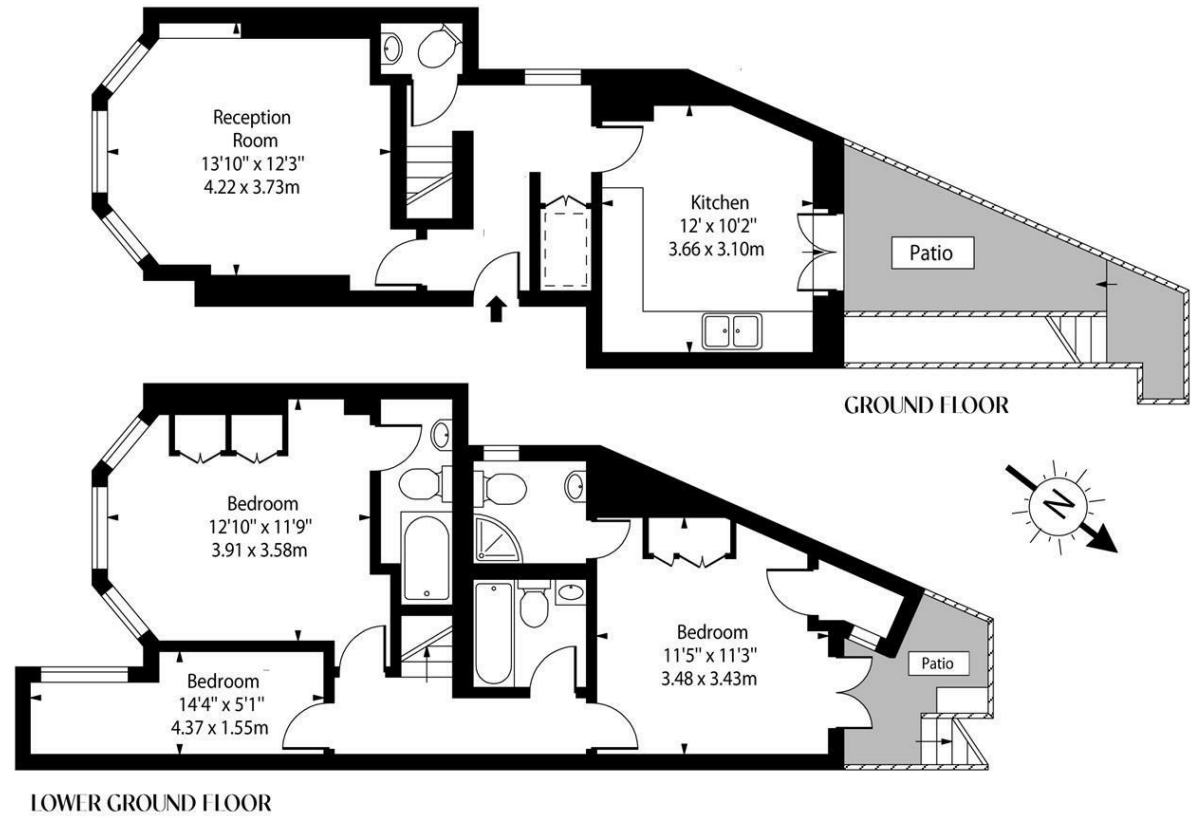 Reception
Room
13'10" x 12'3"
4.22 x 3.73m
Kitchen
12' x 10'2"
3.66 x 3.10m
Patio
GROUND FLOOR
Bedroom
12'10" x 11'9"
3.91 x 3.58m
N
Bedroom
11'5" x 11'3"
3.48 x 3.43m
Patio
Bedroom
14'4" x 5'1"
4.37 x 1.55m
LOWER GROUND FLOOR